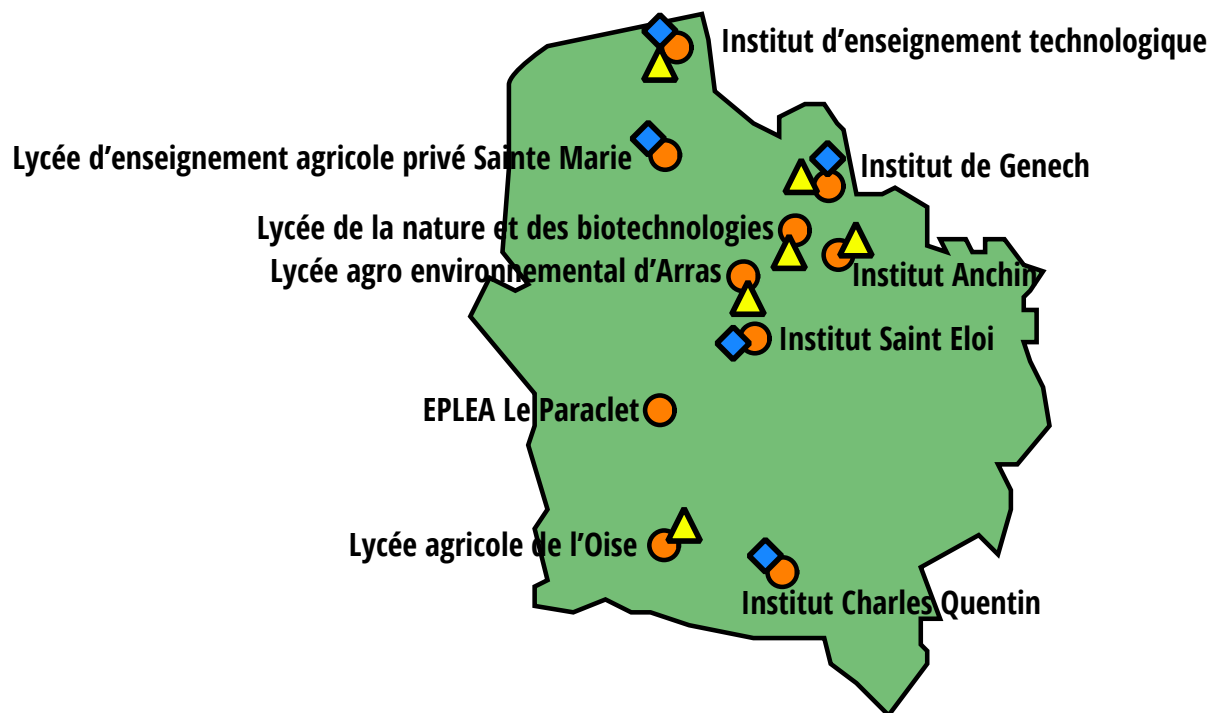 Institut d’enseignement technologique
Lycée d’enseignement agricole privé Sainte Marie
Institut de Genech
Lycée de la nature et des biotechnologies
Lycée agro environnemental d’Arras
Institut Anchin
Institut Saint Eloi
EPLEA Le Paraclet
Lycée agricole de l’Oise
Institut Charles Quentin